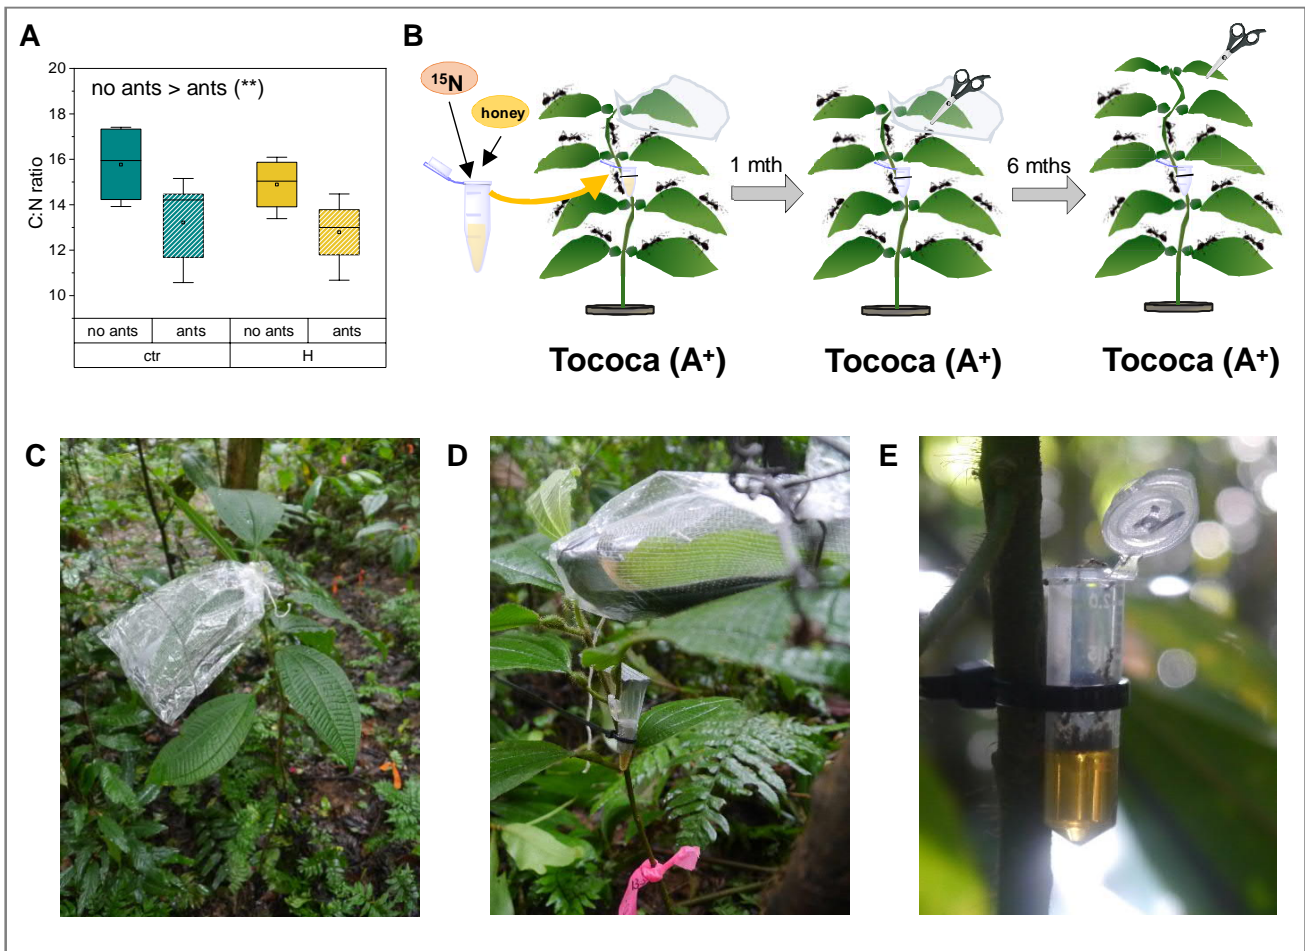 A
20
18
16
14
12
10
C:N ratio
no ants > ants (**)
no ants
ants
no ants
ants
ctr
H
B
15N
honey
1 mth
6 mths
Tococa (A+)
Tococa (A+)
Tococa (A+)
C
D
E